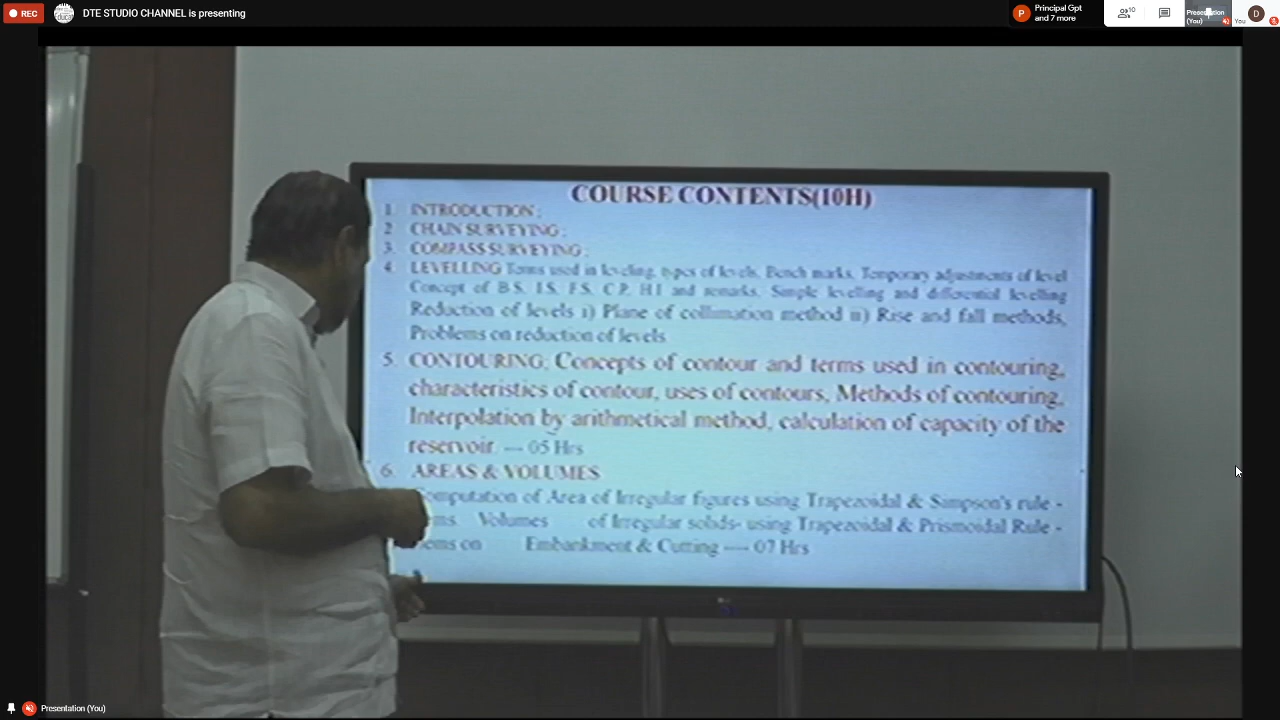 REC
DTE STUDIO CHANNEL is presenting
P
Principal Gpt
and 7 more
10
Presentation
(You)
You
D
COURSE CONTENTS(10H)
1. INTRODUCTION :
2. CHAIN SURVEYING :
3. COMPASS SURVEYING :
4. LEVELLING Terms used in leveling, types of levels, Bench marks, Temporary adjustments of level
Concept of B.S, I.S, F.S, C.P, H.I and remarks, Simple levelling and differential levelling
Reduction of levels i) Plane of collimation method ii) Rise and fall methods,
Problems on reduction of levels
5. CONTOURING: Concepts of contour and terms used in contouring,
characteristics of contour, uses of contours, Methods of contouring,
Interpolation by arithmetical method, calculation of capacity of the
reservoir. --- 05 Hrs
6. AREAS & VOLUMES
Computation of Area of Irregular figures using Trapezoidal & Simpson's rule -
ms Volumes of Irregular solids- using Trapezoidal & Prismoidal Rule -
ems on Embankment & Cutting ---- 07 Hrs
Presentation (You)